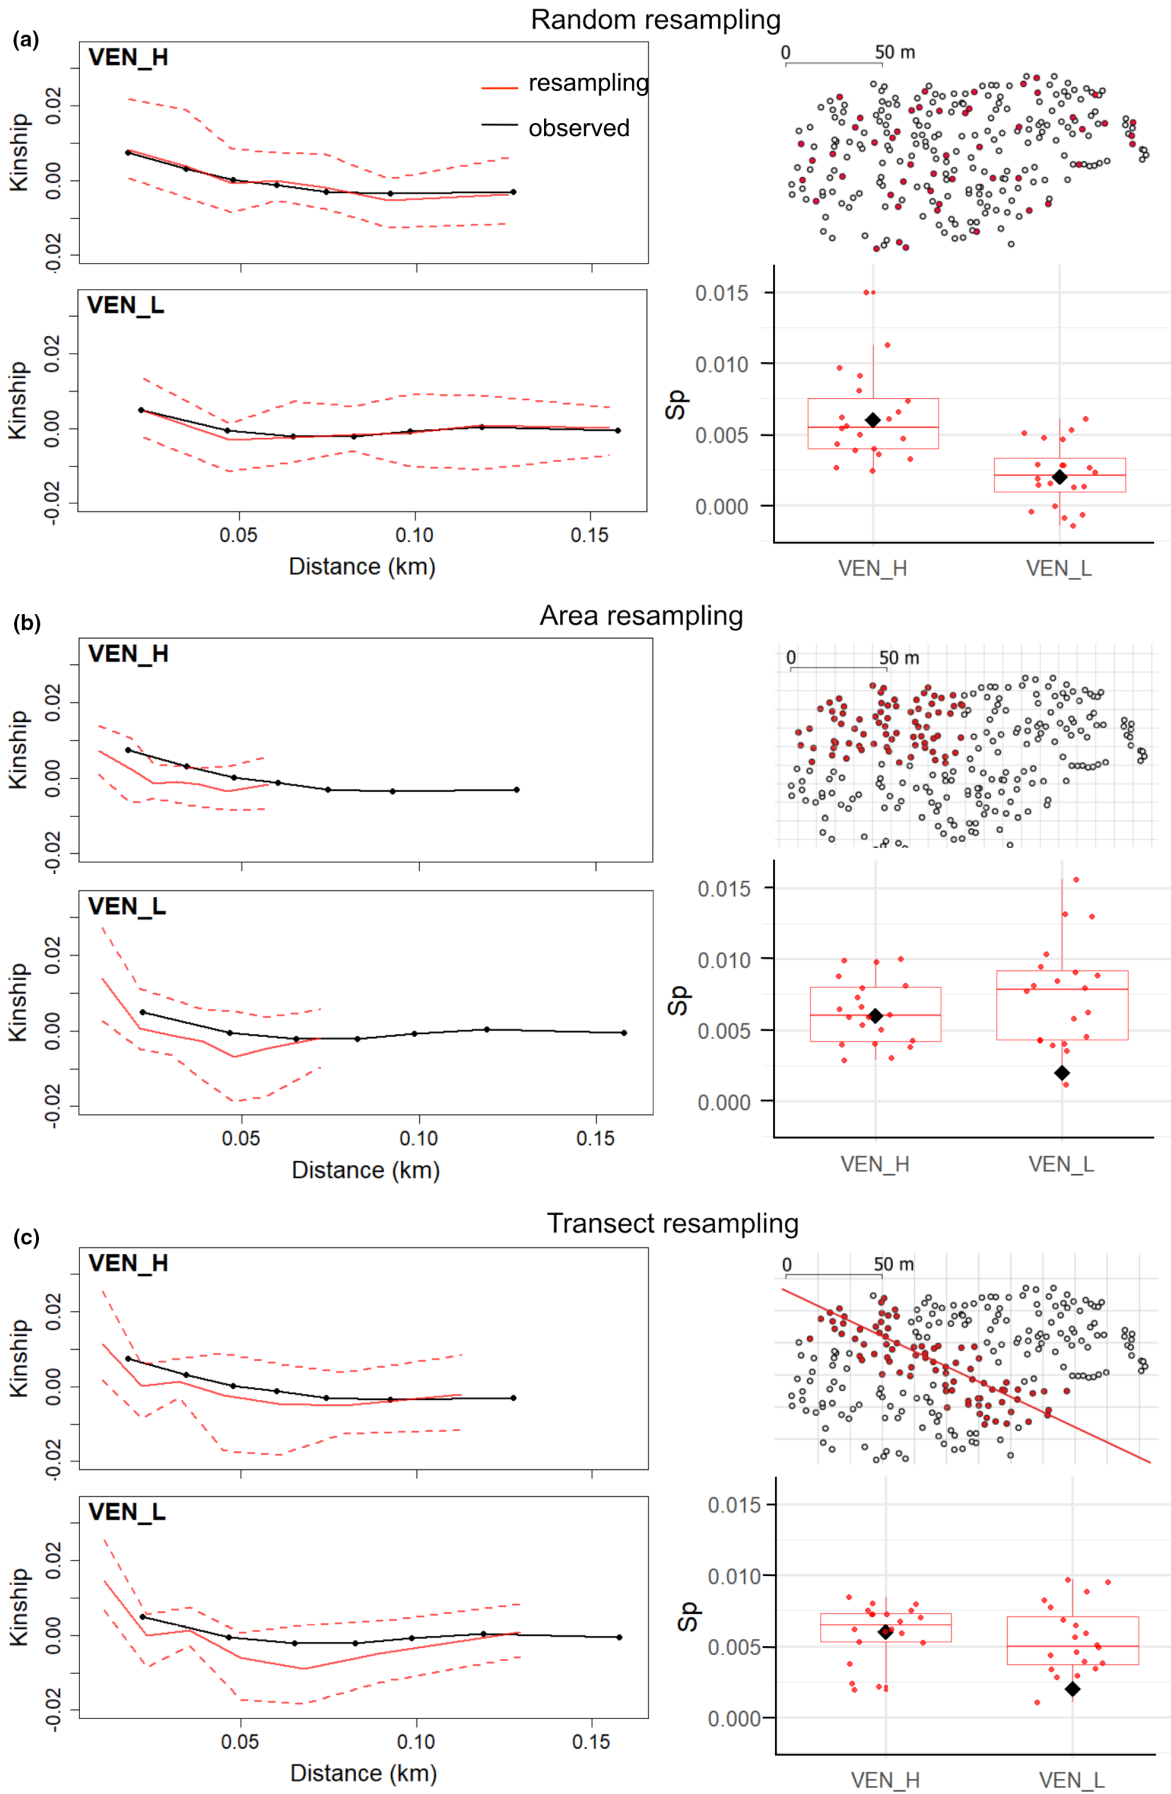 Random resampling
(a)
VEN_H
resampling
observed
Kinship
0.02
0.00
-0.02
0 50 m
VEN_L
Kinship
0.02
0.00
-0.02
0.05 0.10 0.15
Distance (km)
Sp
0.015
0.010
0.005
0.000
VEN_H VEN_L
Area resampling
(b)
VEN_H
Kinship
0.02
0.00
-0.02
0 50 m
VEN_L
Kinship
0.02
0.00
-0.02
0.05 0.10 0.15
Distance (km)
Sp
0.015
0.010
0.005
0.000
VEN_H VEN_L
Transect resampling
(c)
VEN_H
Kinship
0.02
0.00
-0.02
0 50 m
VEN_L
Kinship
0.02
0.00
-0.02
0.05 0.10 0.15
Distance (km)
Sp
0.015
0.010
0.005
0.000
VEN_H VEN_L